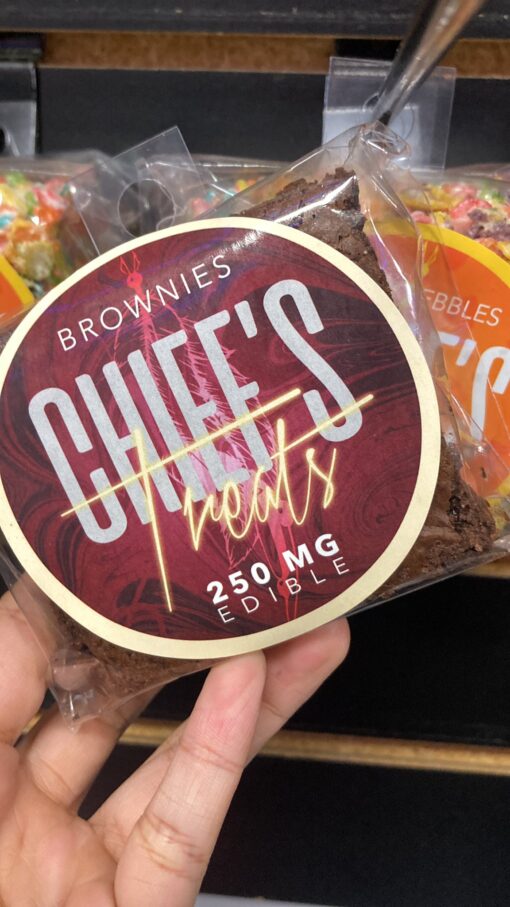 BROWNIES
CHIEF'S
Treats
250 MG
EDIBLE
EBBLES
'S